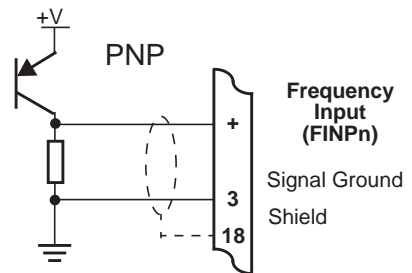 +V
PNP
Frequency
Input
(FINPn)
+
Signal Ground
3
Shield
18